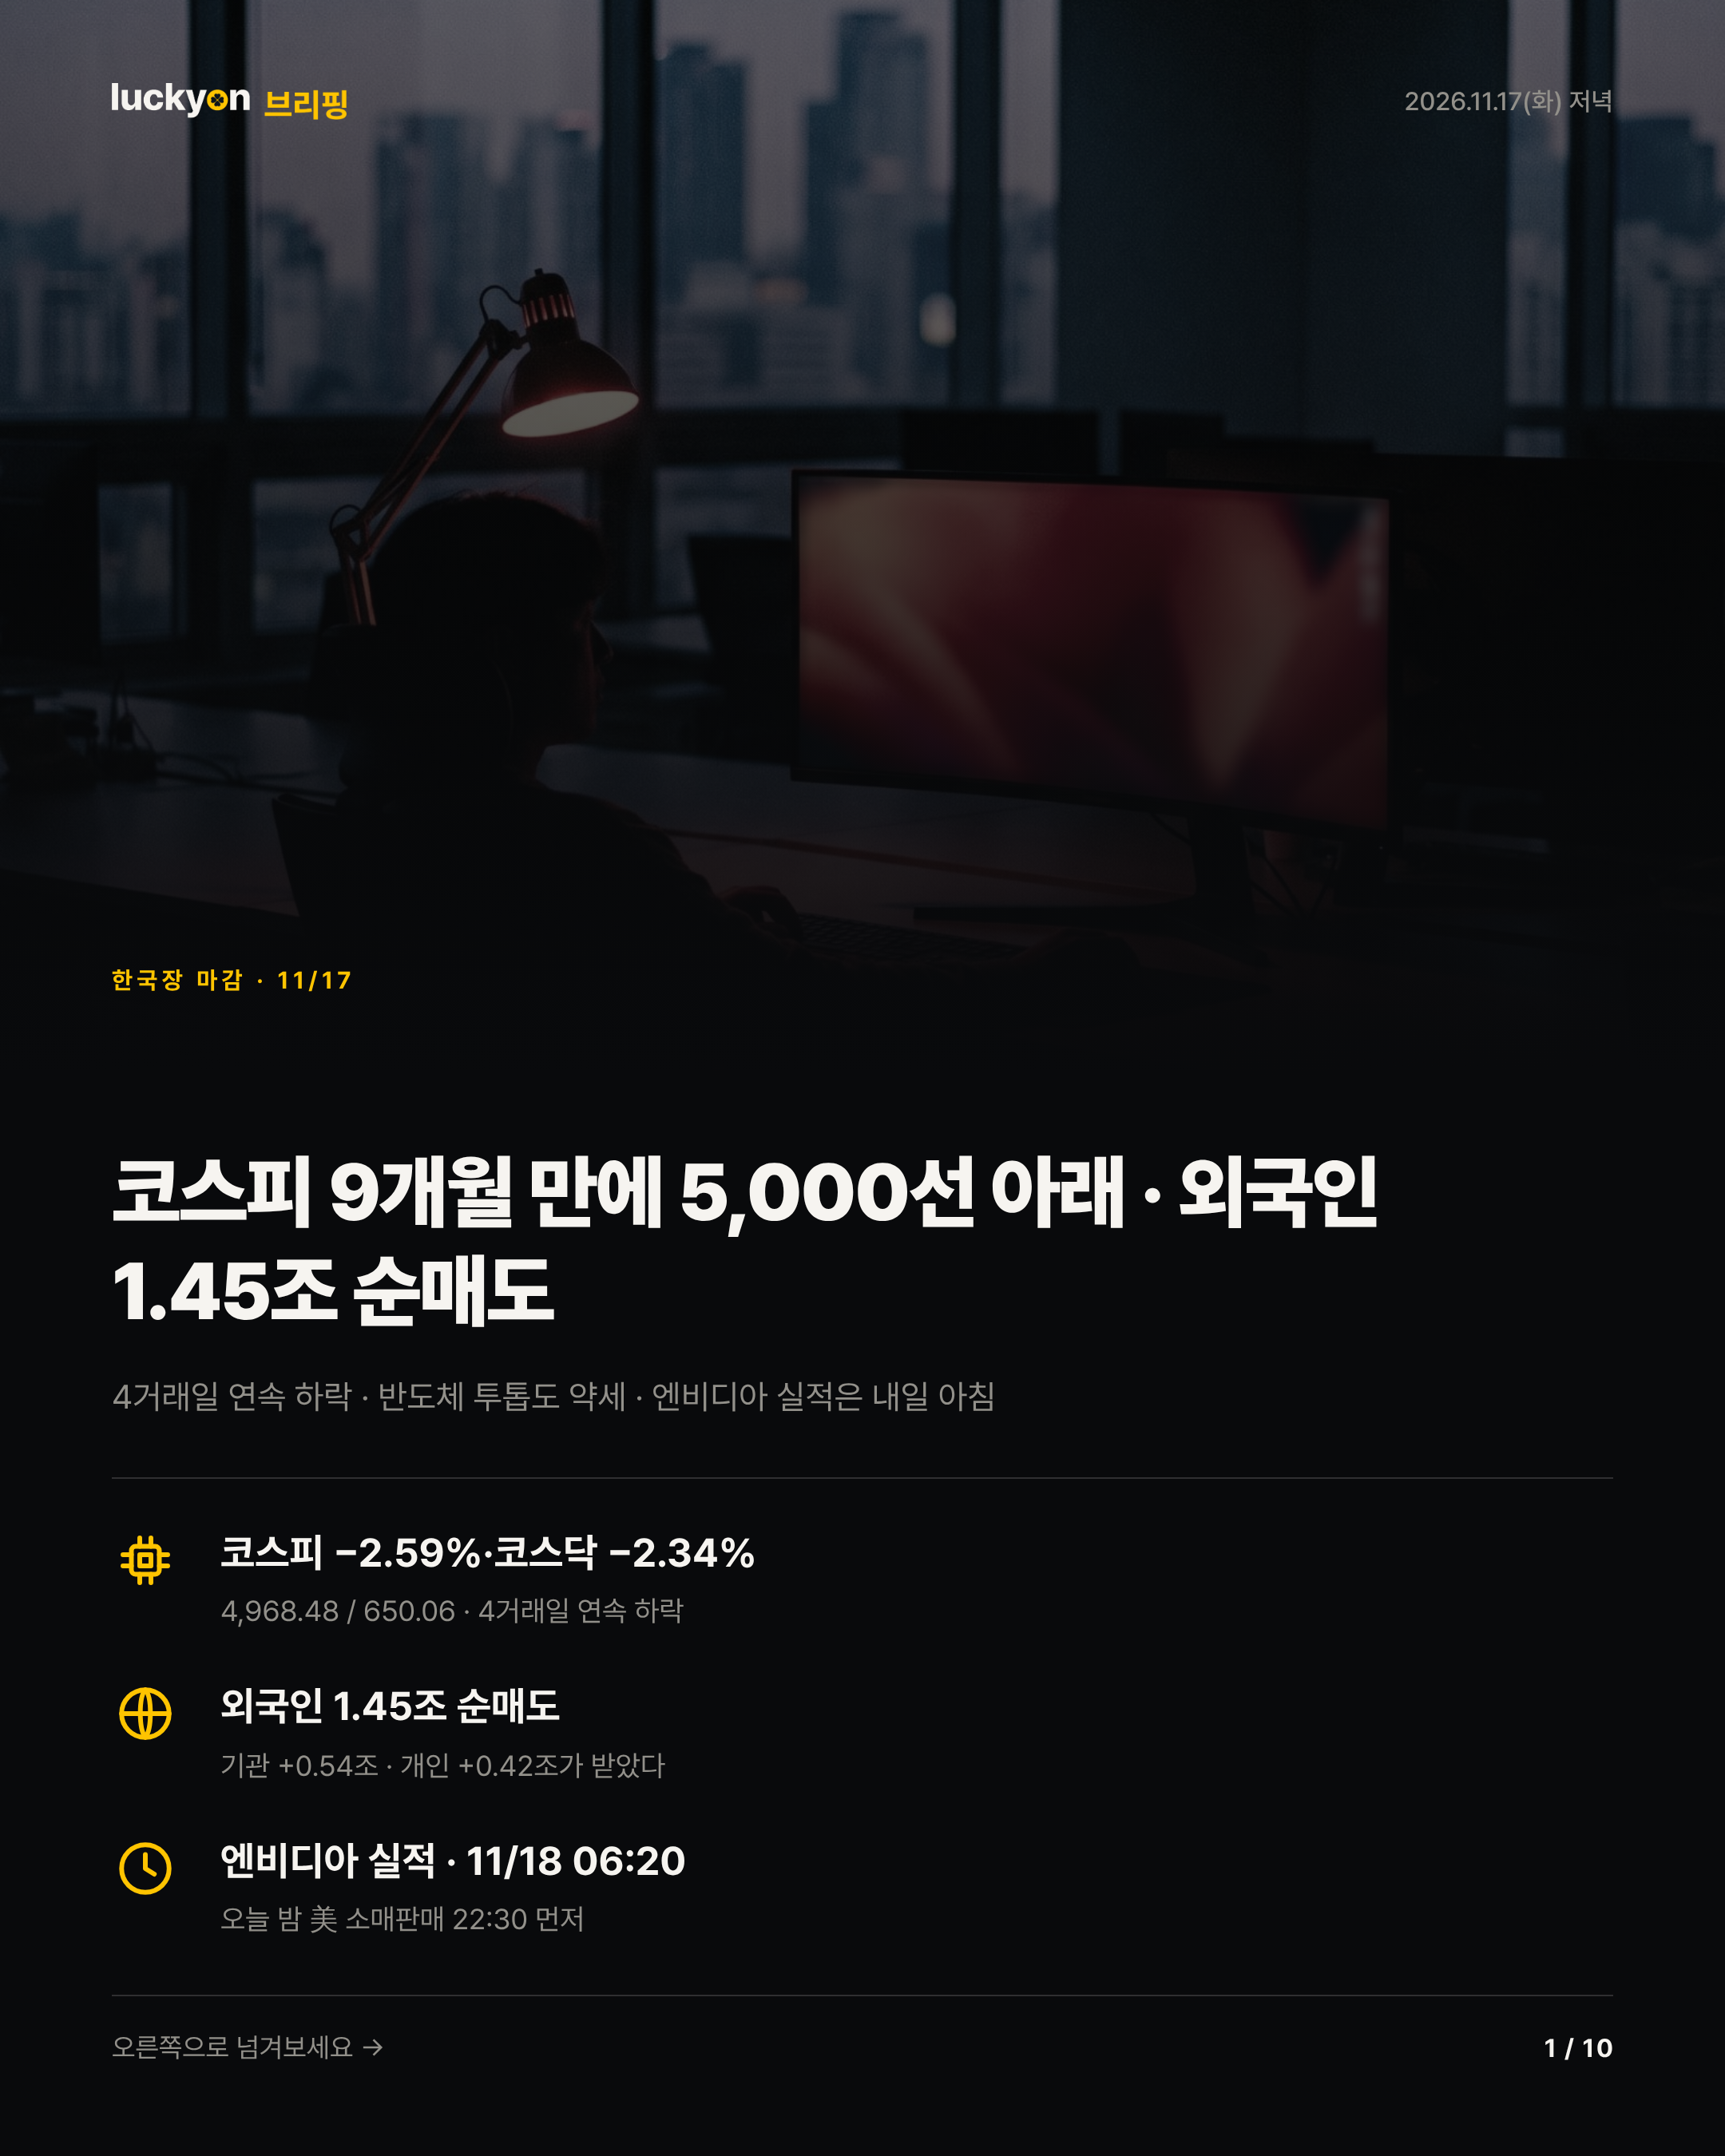 luckyon 브리핑
2026.11.17(화) 저녁
한국장 마감 · 11/17
코스피 9개월 만에 5,000선 아래 · 외국인
1.45조 순매도
4거래일 연속 하락 · 반도체 투톱도 약세 · 엔비디아 실적은 내일 아침
코스피 −2.59%·코스닥 −2.34%
4,968.48 / 650.06 · 4거래일 연속 하락
외국인 1.45조 순매도
기관 +0.54조 · 개인 +0.42조가 받았다
엔비디아 실적 · 11/18 06:20
오늘 밤 美 소매판매 22:30 먼저
오른쪽으로 넘겨보세요 →
1 / 10